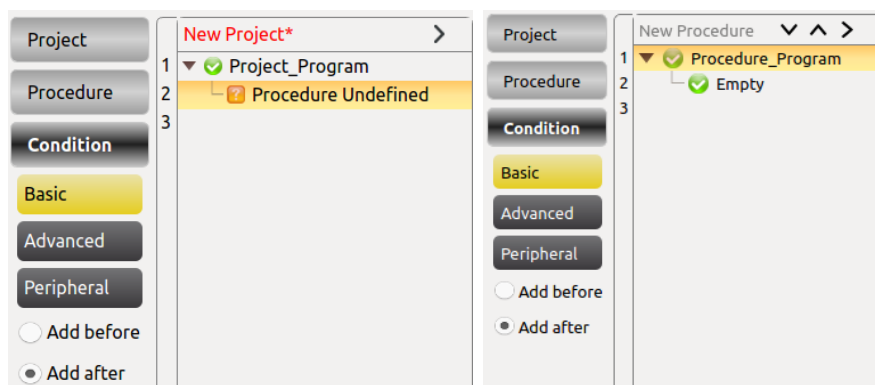 Project
Procedure
Condition
Basic
Advanced
Peripheral
Add before
Add after
New Project*
1 Project_Program
2 Procedure Undefined
3
Project
Procedure
Condition
Basic
Advanced
Peripheral
Add before
Add after
New Procedure
1 Procedure_Program
2 Empty
3